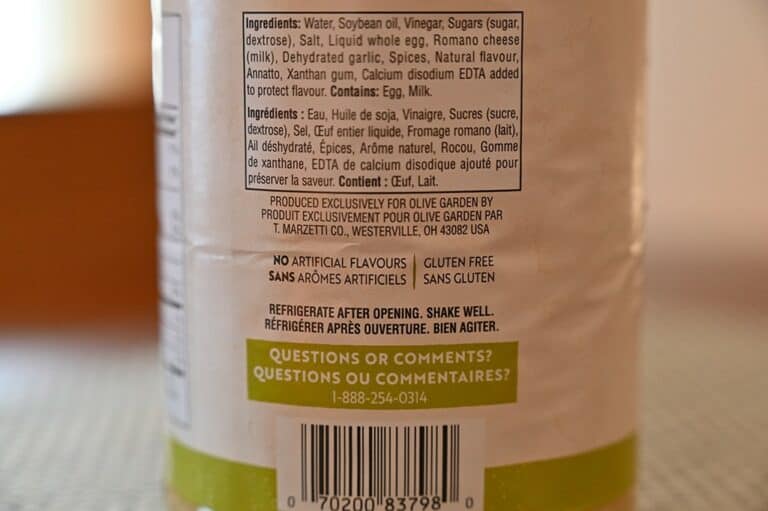 Ingredients: Water, Soybean oil, Vinegar, Sugars (sugar,
dextrose), Salt, Liquid whole egg, Romano cheese
(milk), Dehydrated garlic, Spices, Natural flavour,
Annatto, Xanthan gum, Calcium disodium EDTA added
to protect flavour. Contains: Egg, Milk.
Ingrédients : Eau, Huile de soja, Vinaigre, Sucres (sucre,
dextrose), Sel, Œuf entier liquide, Fromage romano (lait),
Ail déshydraté, Épices, Arôme naturel, Rocou, Gomme
de xanthane, EDTA de calcium disodique ajouté pour
préserver la saveur. Contient : Œuf, Lait.
PRODUCED EXCLUSIVELY FOR OLIVE GARDEN BY
PRODUIT EXCLUSIVEMENT POUR OLIVE GARDEN PAR
T. MARZETTI CO., WESTERVILLE, OH 43082 USA
NO ARTIFICIAL FLAVOURS | GLUTEN FREE
SANS ARÔMES ARTIFICIELS | SANS GLUTEN
REFRIGERATE AFTER OPENING. SHAKE WELL.
RÉFRIGÉRER APRÈS OUVERTURE. BIEN AGITER.
QUESTIONS OR COMMENTS?
QUESTIONS OU COMMENTAIRES?
1-888-254-0314
0 70200 83798 0